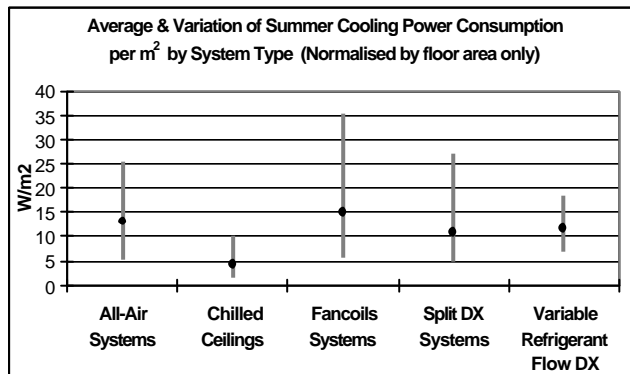 Average & Variation of Summer Cooling Power Consumption
per m² by System Type (Normalised by floor area only)
40
35
30
25
20
15
10
5
0
W/m2
All-Air
Systems
Chilled
Ceilings
Fancoils
Systems
Split DX
Systems
Variable
Refrigerant
Flow DX